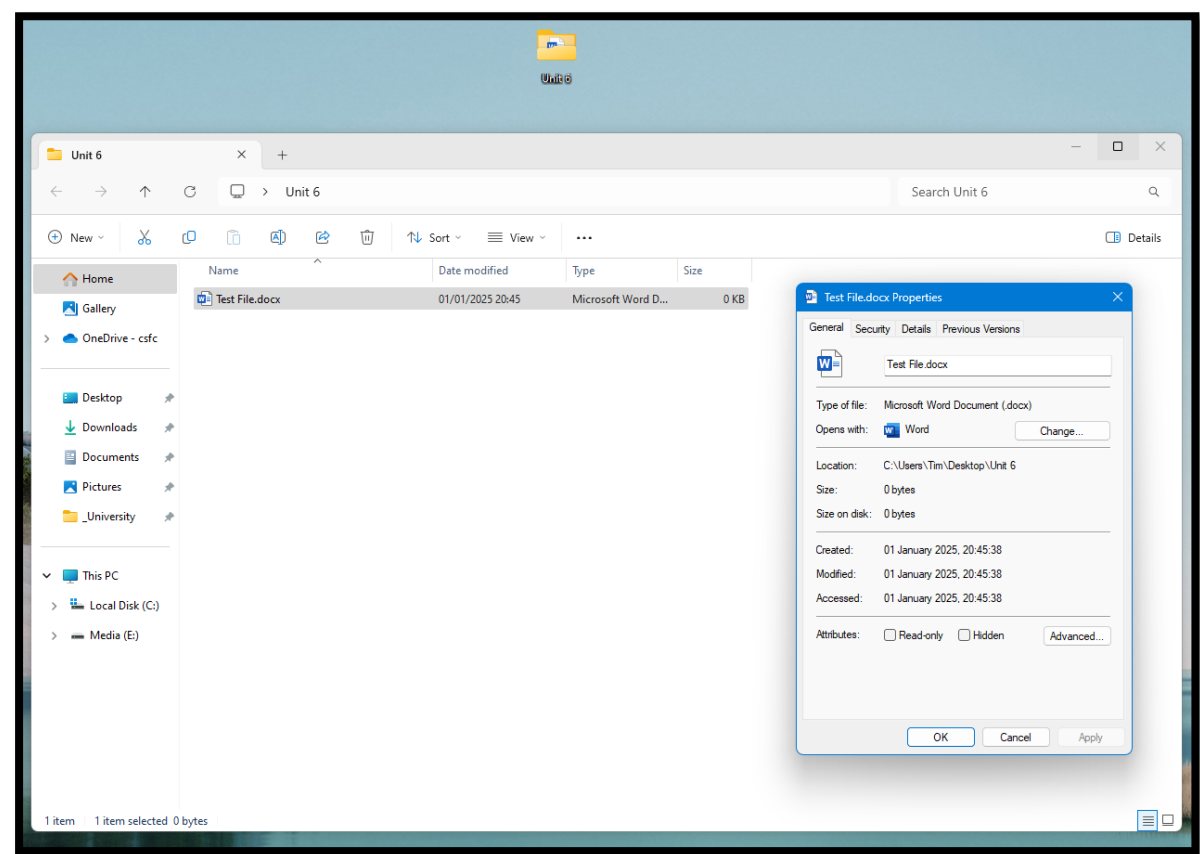 Unit 6
Unit 6
Unit 6
Search Unit 6
New
Sort
View
Details
Name Date modified Type Size
Test File.docx 01/01/2025 20:45 Microsoft Word D... 0 KB
Home
Gallery
OneDrive - csfc
Desktop
Downloads
Documents
Pictures
_University
This PC
Local Disk (C:)
Media (E:)
1 item 1 item selected 0 bytes
Test File.docx Properties
General Security Details Previous Versions
Test File.docx
Type of file: Microsoft Word Document (.docx)
Opens with: Word Change...
Location: C:\Users\Tim\Desktop\Unit 6
Size: 0 bytes
Size on disk: 0 bytes
Created: 01 January 2025, 20:45:38
Modified: 01 January 2025, 20:45:38
Accessed: 01 January 2025, 20:45:38
Attributes: Read-only Hidden Advanced...
OK Cancel Apply